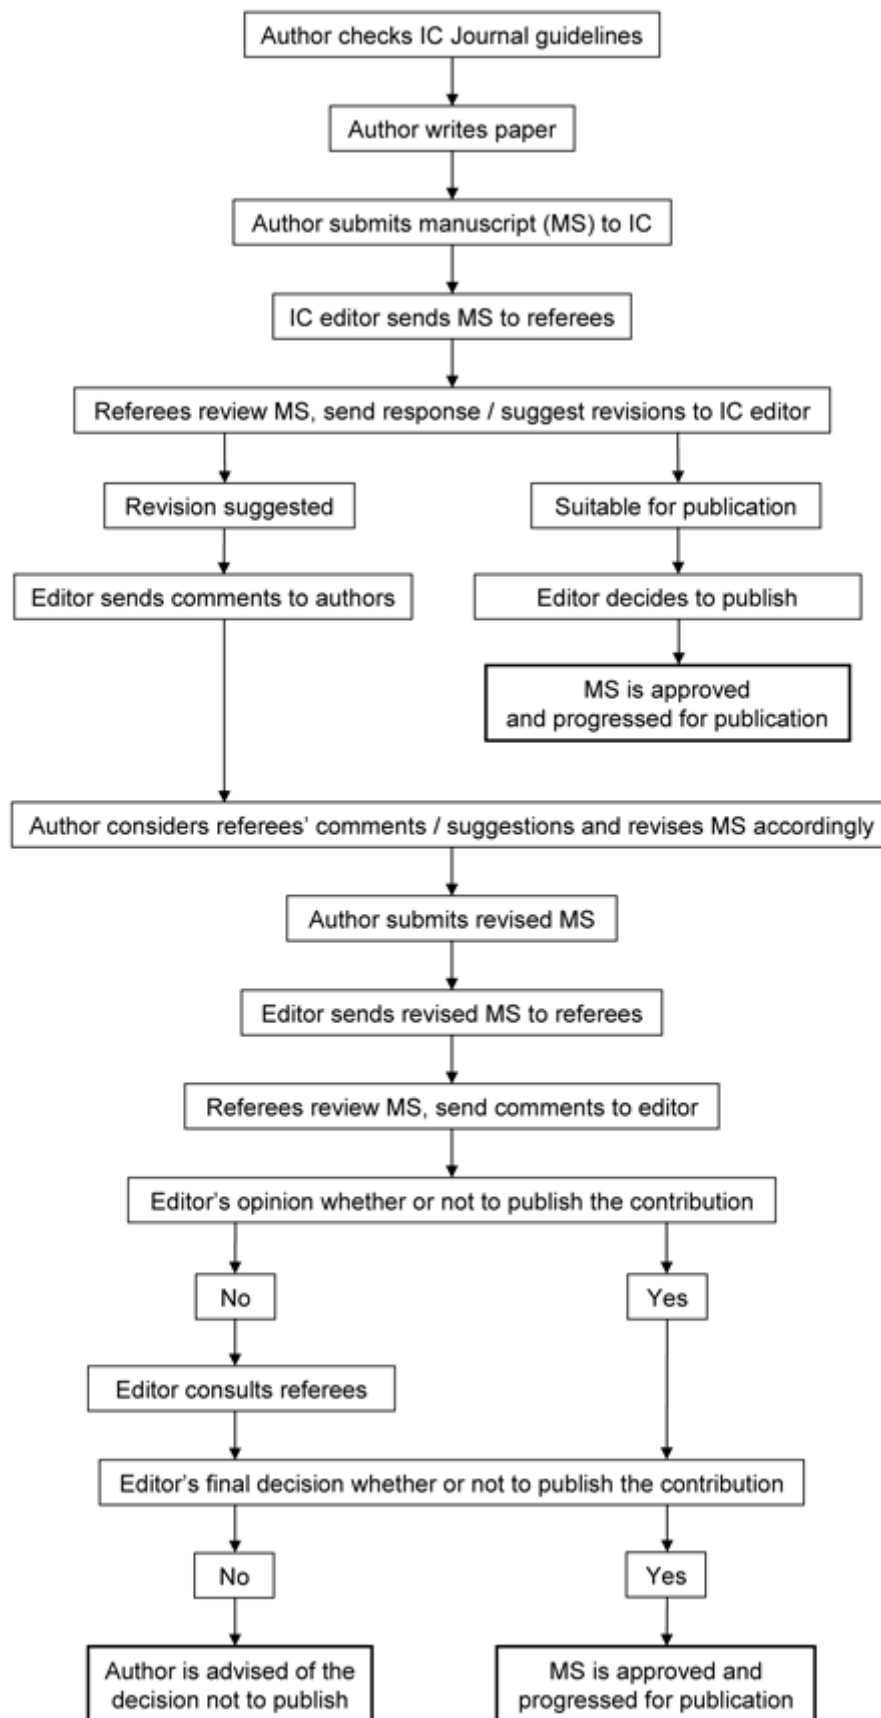 Author checks IC Journal guidelines
Author writes paper
Author submits manuscript (MS) to IC
IC editor sends MS to referees
Referees review MS, send response / suggest revisions to IC editor
Revision suggested
Suitable for publication
Editor sends comments to authors
Editor decides to publish
MS is approved
and progressed for publication
Author considers referees’ comments / suggestions and revises MS accordingly
Author submits revised MS
Editor sends revised MS to referees
Referees review MS, send comments to editor
Editor’s opinion whether or not to publish the contribution
No
Yes
Editor consults referees
Editor’s final decision whether or not to publish the contribution
No
Yes
Author is advised of the
decision not to publish
MS is approved and
progressed for publication